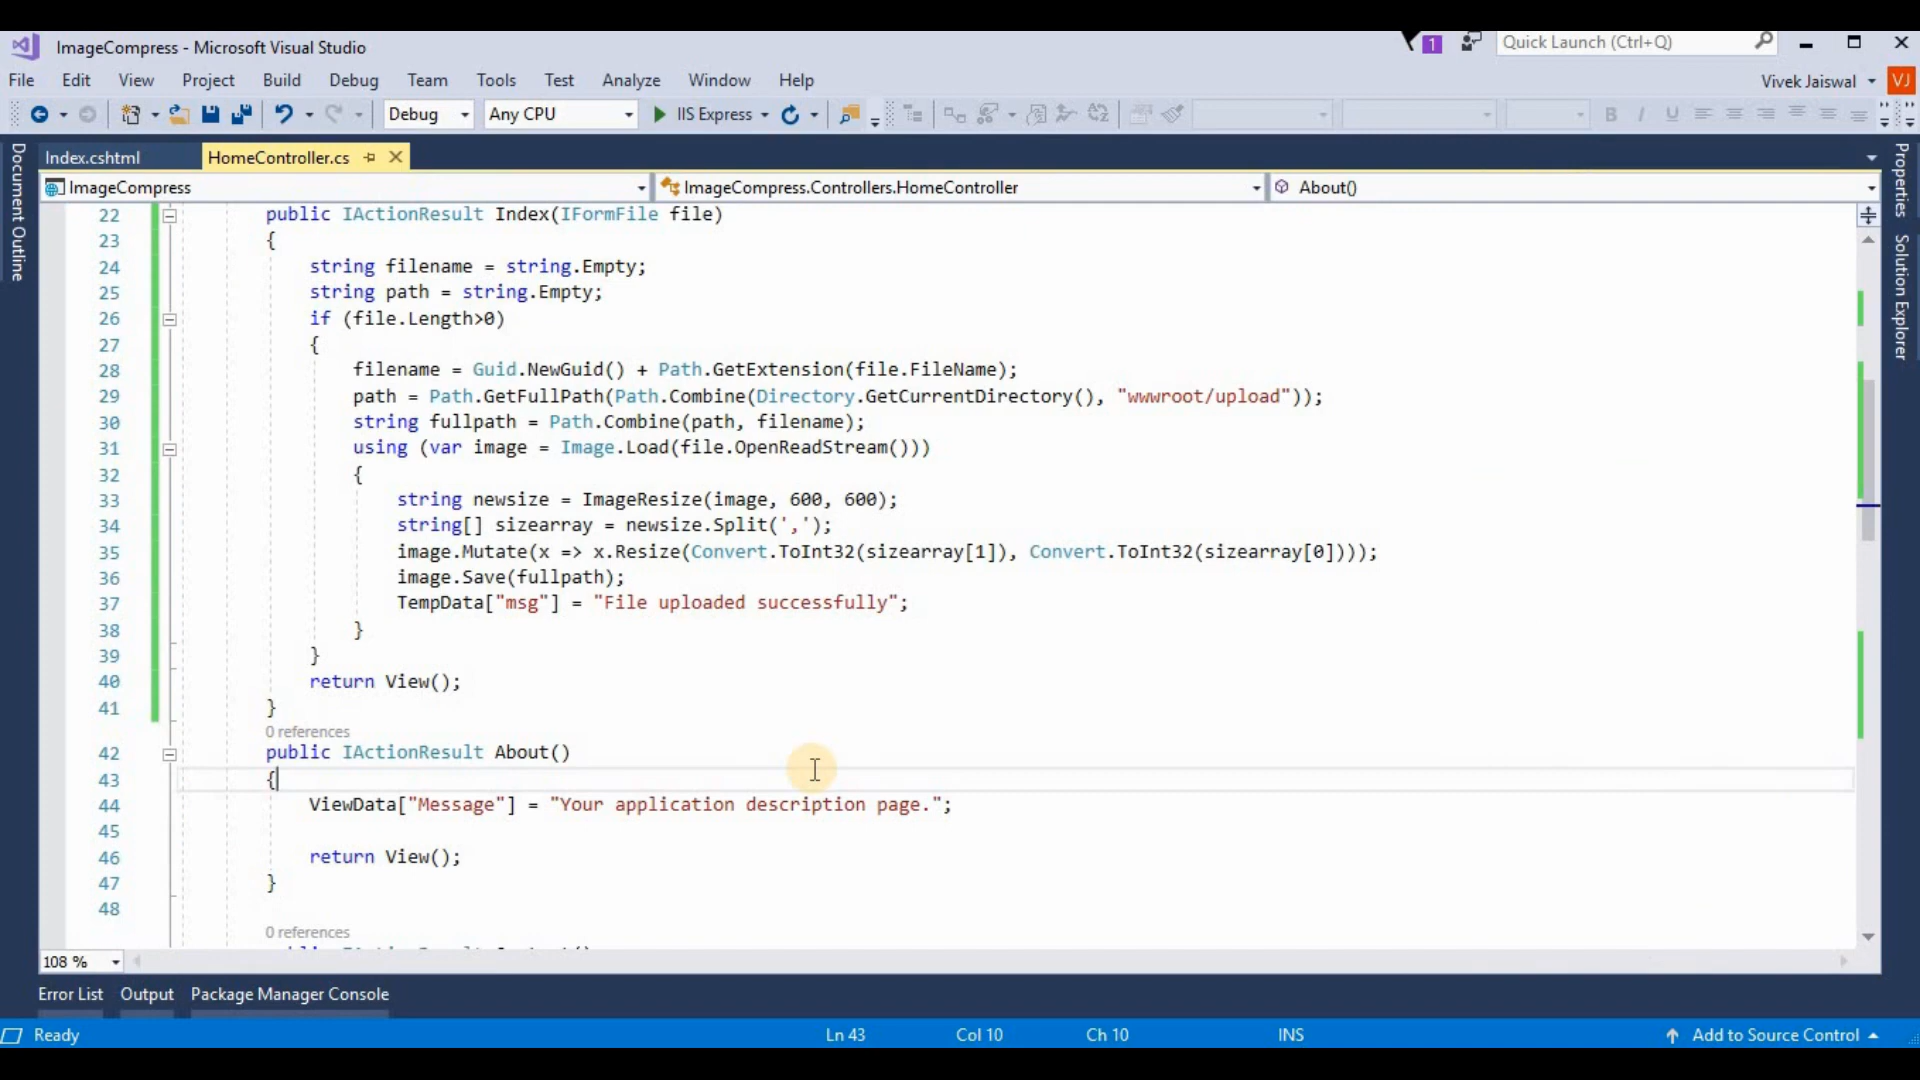 ImageCompress - Microsoft Visual Studio
1
Quick Launch (Ctrl+Q)
File Edit View Project Build Debug Team Tools Test Analyze Window Help
Vivek Jaiswal VJ
Debug Any CPU IIS Express B I U
Document Outline
Index.cshtml HomeController.cs
Properties
Solution Explorer
ImageCompress ImageCompress.Controllers.HomeController About()
22 public IActionResult Index(IFormFile file)
23 {
24 string filename = string.Empty;
25 string path = string.Empty;
26 if (file.Length>0)
27 {
28 filename = Guid.NewGuid() + Path.GetExtension(file.FileName);
29 path = Path.GetFullPath(Path.Combine(Directory.GetCurrentDirectory(), "wwwroot/upload"));
30 string fullpath = Path.Combine(path, filename);
31 using (var image = Image.Load(file.OpenReadStream()))
32 {
33 string newsize = ImageResize(image, 600, 600);
34 string[] sizearray = newsize.Split(',');
35 image.Mutate(x => x.Resize(Convert.ToInt32(sizearray[1]), Convert.ToInt32(sizearray[0])));
36 image.Save(fullpath);
37 TempData["msg"] = "File uploaded successfully";
38 }
39 }
40 return View();
41 }
0 references
42 public IActionResult About()
43 {
44 ViewData["Message"] = "Your application description page.";
45
46 return View();
47 }
48
0 references
108 %
Error List Output Package Manager Console
Ready Ln 43 Col 10 Ch 10 INS Add to Source Control